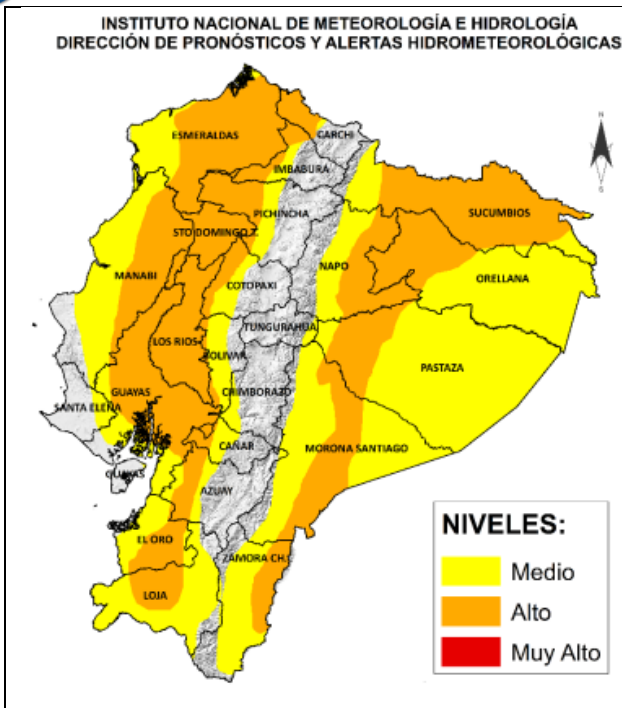 INSTITUTO NACIONAL DE METEOROLOGÍA E HIDROLOGÍA
DIRECCIÓN DE PRONÓSTICOS Y ALERTAS HIDROMETEOROLÓGICAS
ESMERALDAS
CARCHI
IMBABURA
PICHINCHA
SUCUMBIOS
STO DOMINGO T.
NAPO
ORELLANA
MANABI
COTOPAXI
LOS RIOS
TUNGURAHUA
BOLIVAR
PASTAZA
GUAYAS
CHIMBORAZO
SANTA ELENA
CAÑAR
MORONA SANTIAGO
AZUAY
EL ORO
ZAMORA CH.
LOJA
NIVELES:
Medio
Alto
Muy Alto